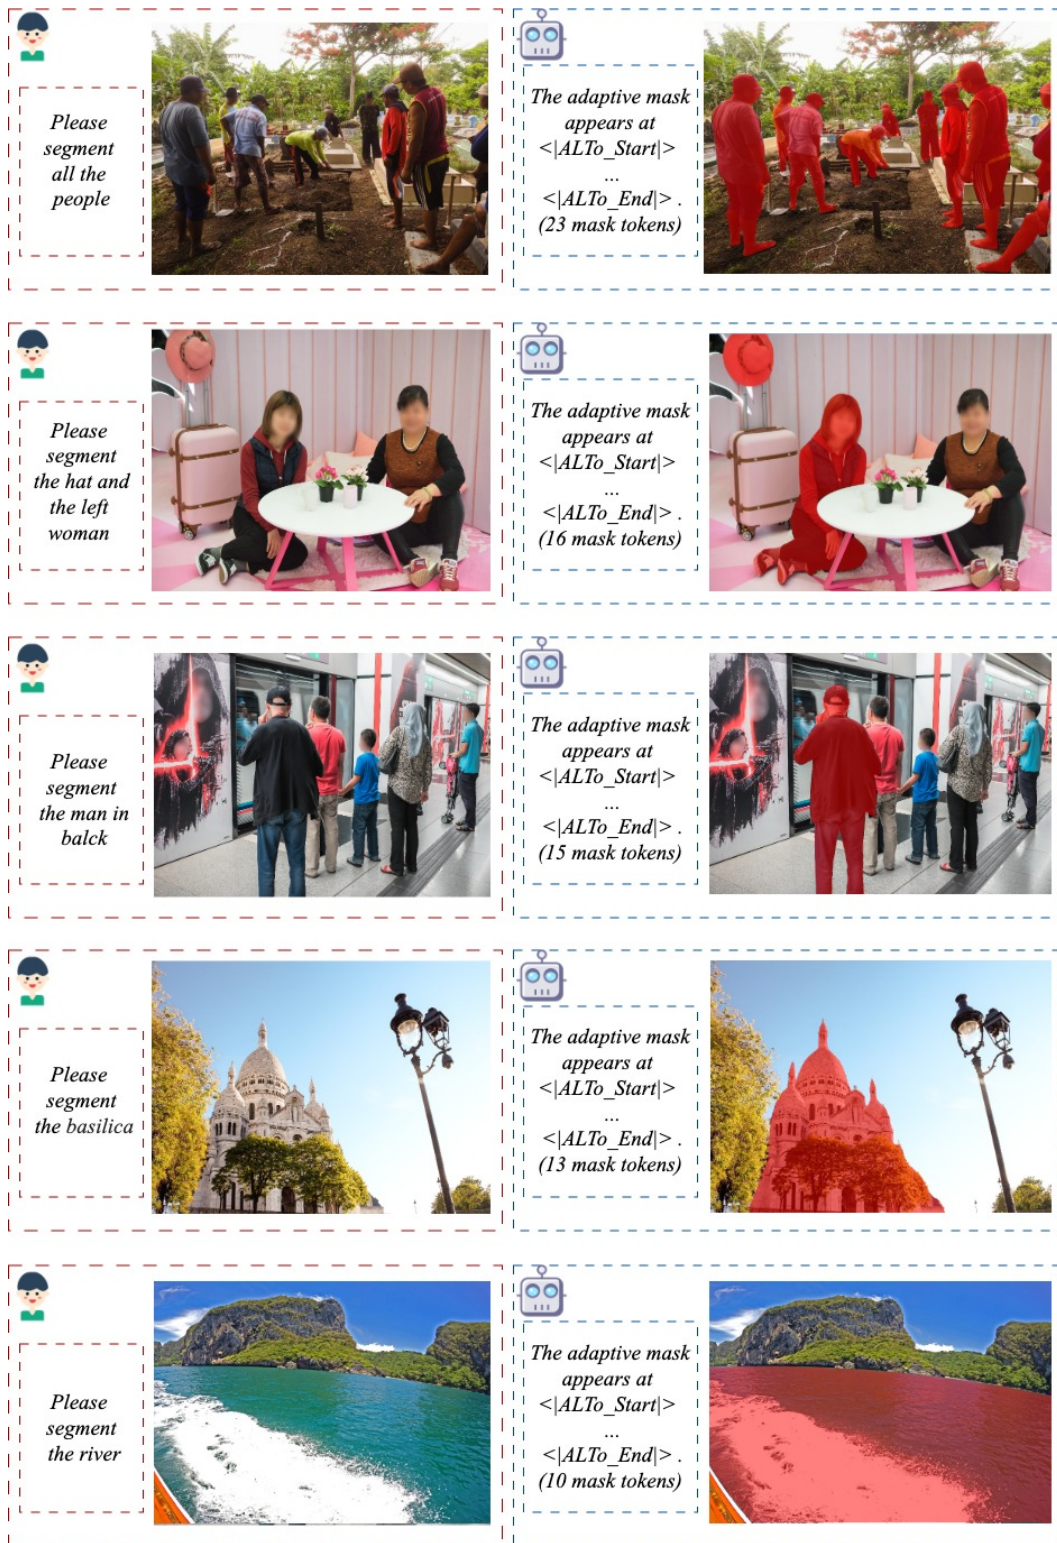 Please
segment
all the
people
The adaptive mask
appears at
<|ALTo_Start|>
...
<|ALTo_End|> .
(23 mask tokens)
Please
segment
the hat and
the left
woman
The adaptive mask
appears at
<|ALTo_Start|>
...
<|ALTo_End|> .
(16 mask tokens)
Please
segment
the man in
balck
The adaptive mask
appears at
<|ALTo_Start|>
...
<|ALTo_End|> .
(15 mask tokens)
Please
segment
the basilica
The adaptive mask
appears at
<|ALTo_Start|>
...
<|ALTo_End|> .
(13 mask tokens)
Please
segment
the river
The adaptive mask
appears at
<|ALTo_Start|>
...
<|ALTo_End|> .
(10 mask tokens)